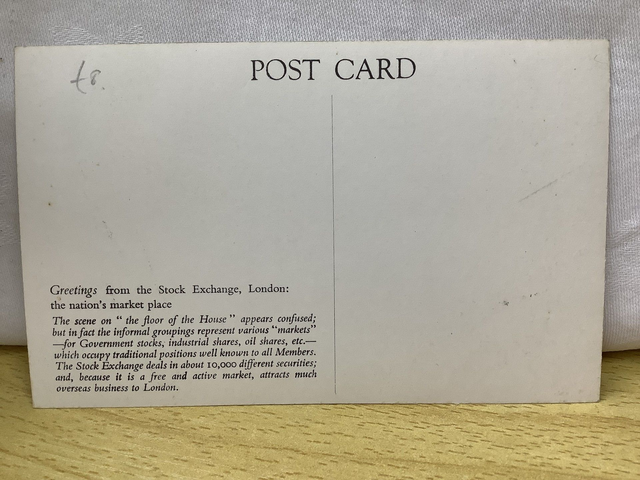 £8.
POST CARD
Greetings from the Stock Exchange, London:
the nation's market place
The scene on " the floor of the House " appears confused;
but in fact the informal groupings represent various "markets"
—for Government stocks, industrial shares, oil shares, etc.—
which occupy traditional positions well known to all Members.
The Stock Exchange deals in about 10,000 different securities;
and, because it is a free and active market, attracts much
overseas business to London.